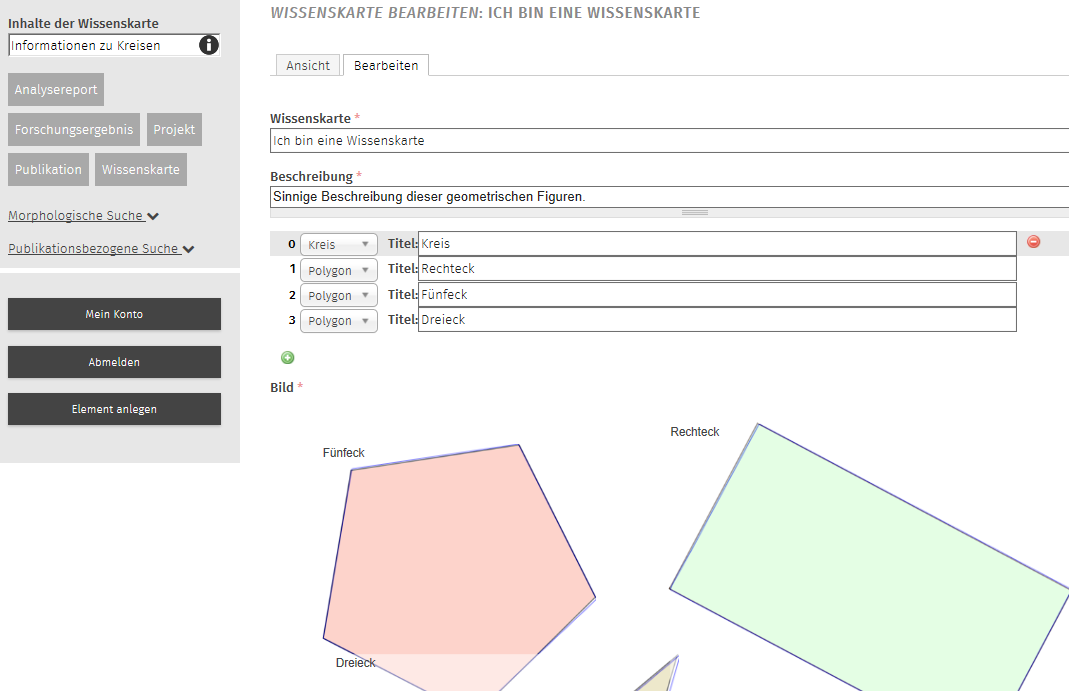 Inhalte der Wissenskarte
Informationen zu Kreisen
Analysereport
Forschungsergebnis Projekt
Publikation Wissenskarte
Morphologische Suche
Publikationsbezogene Suche
Mein Konto
Abmelden
Element anlegen
WISSENSKARTE BEARBEITEN: ICH BIN EINE WISSENSKARTE
Ansicht Bearbeiten
Wissenskarte *
Ich bin eine Wissenskarte
Beschreibung *
Sinnige Beschreibung dieser geometrischen Figuren.
0 Kreis Titel: Kreis
1 Polygon Titel: Rechteck
2 Polygon Titel: Fünfeck
3 Polygon Titel: Dreieck
Bild *
Rechteck
Fünfeck
Dreieck